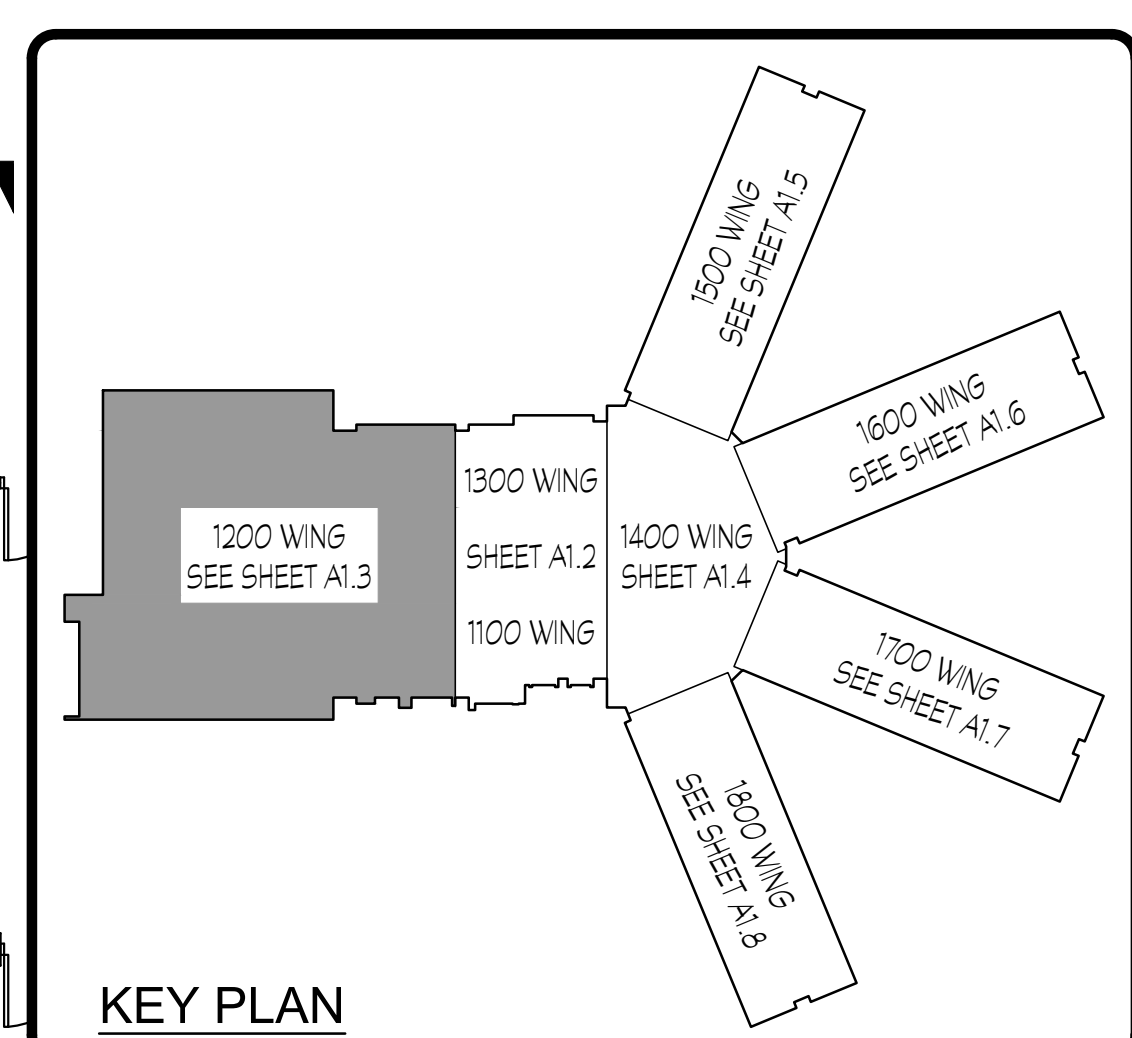 1500 WING
SEE SHEET A1.5
1600 WING
SEE SHEET A1.6
1300 WING
SHEET A1.2
1100 WING
1200 WING
SEE SHEET A1.3
1400 WING
SHEET A1.4
1700 WING
SEE SHEET A1.7
1800 WING
SEE SHEET A1.8
KEY PLAN